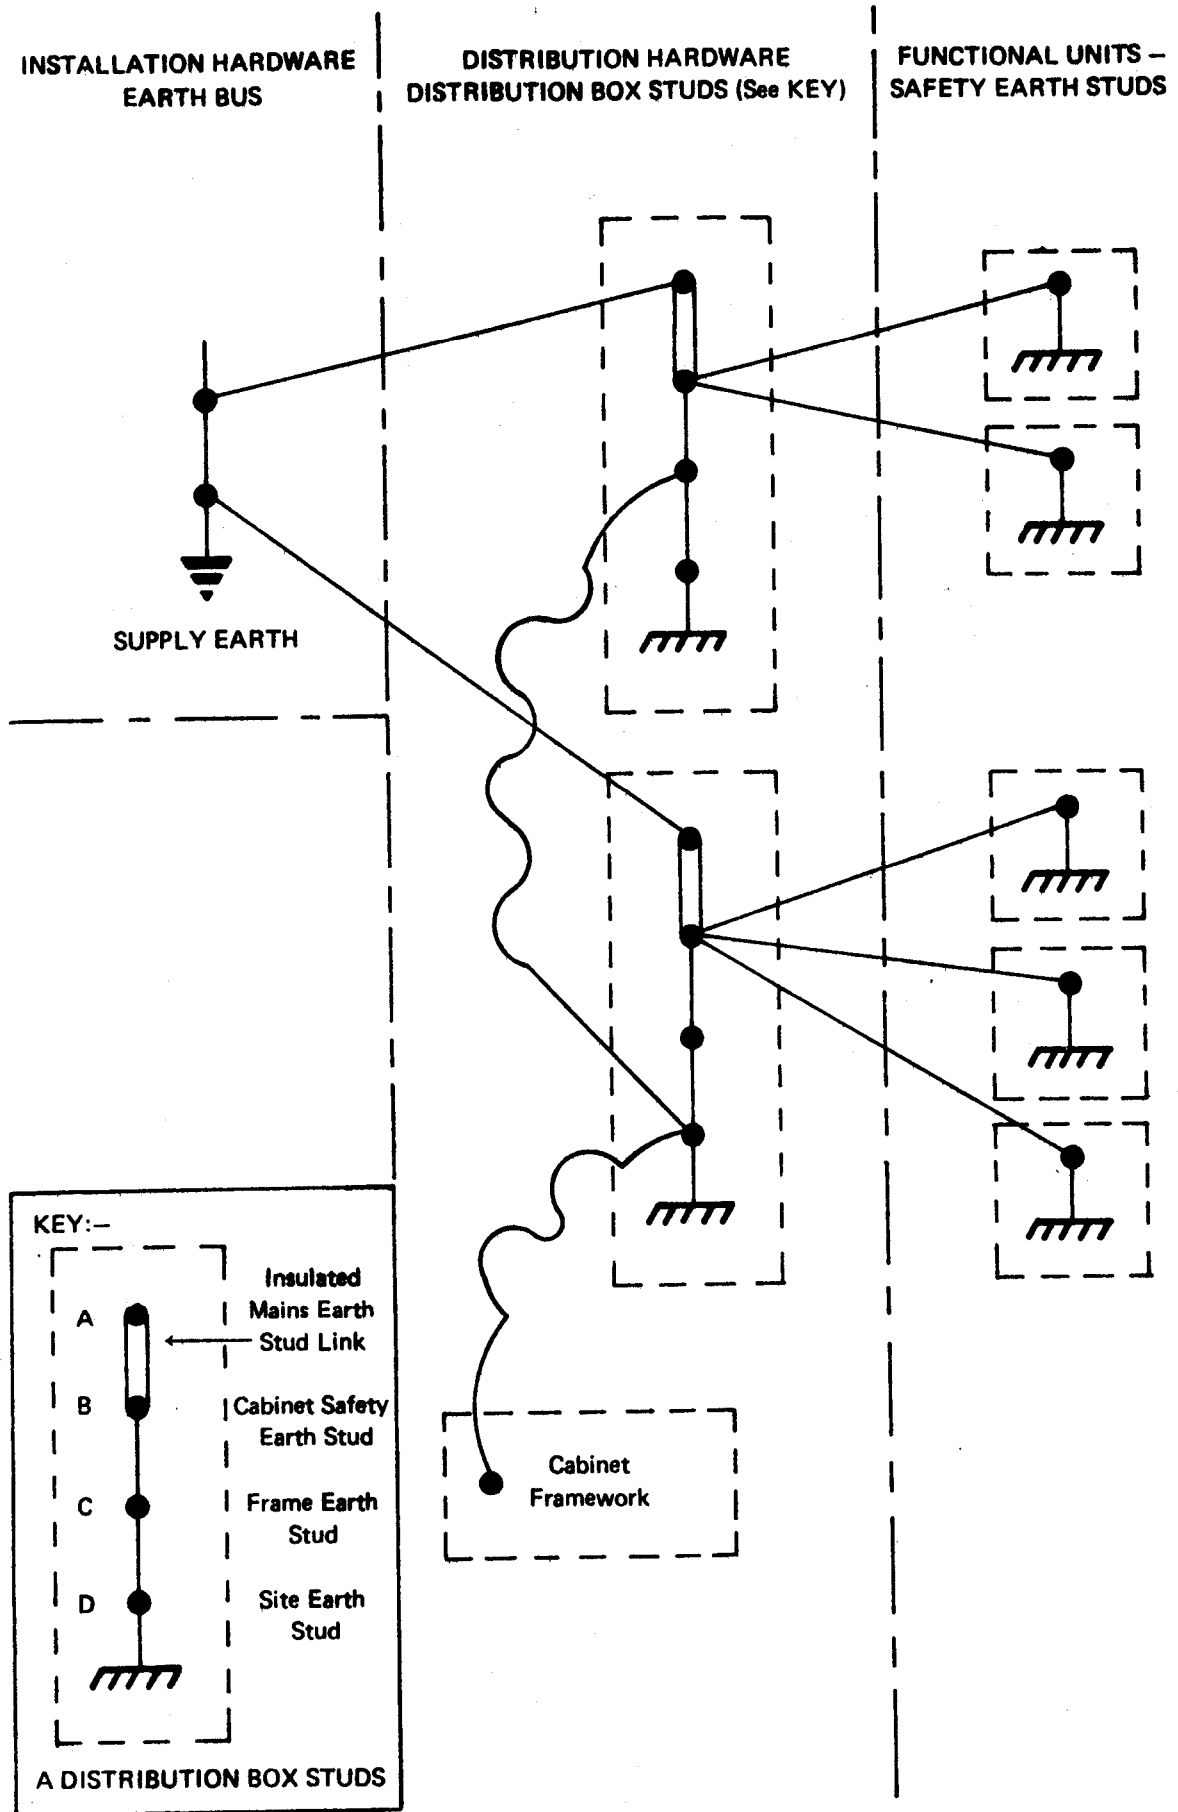 INSTALLATION HARDWARE
EARTH BUS
DISTRIBUTION HARDWARE
DISTRIBUTION BOX STUDS (See KEY)
FUNCTIONAL UNITS –
SAFETY EARTH STUDS
SUPPLY EARTH
KEY:–
A
Insulated
Mains Earth
Stud Link
B
Cabinet Safety
Earth Stud
C
Frame Earth
Stud
D
Site Earth
Stud
A DISTRIBUTION BOX STUDS
Cabinet
Framework